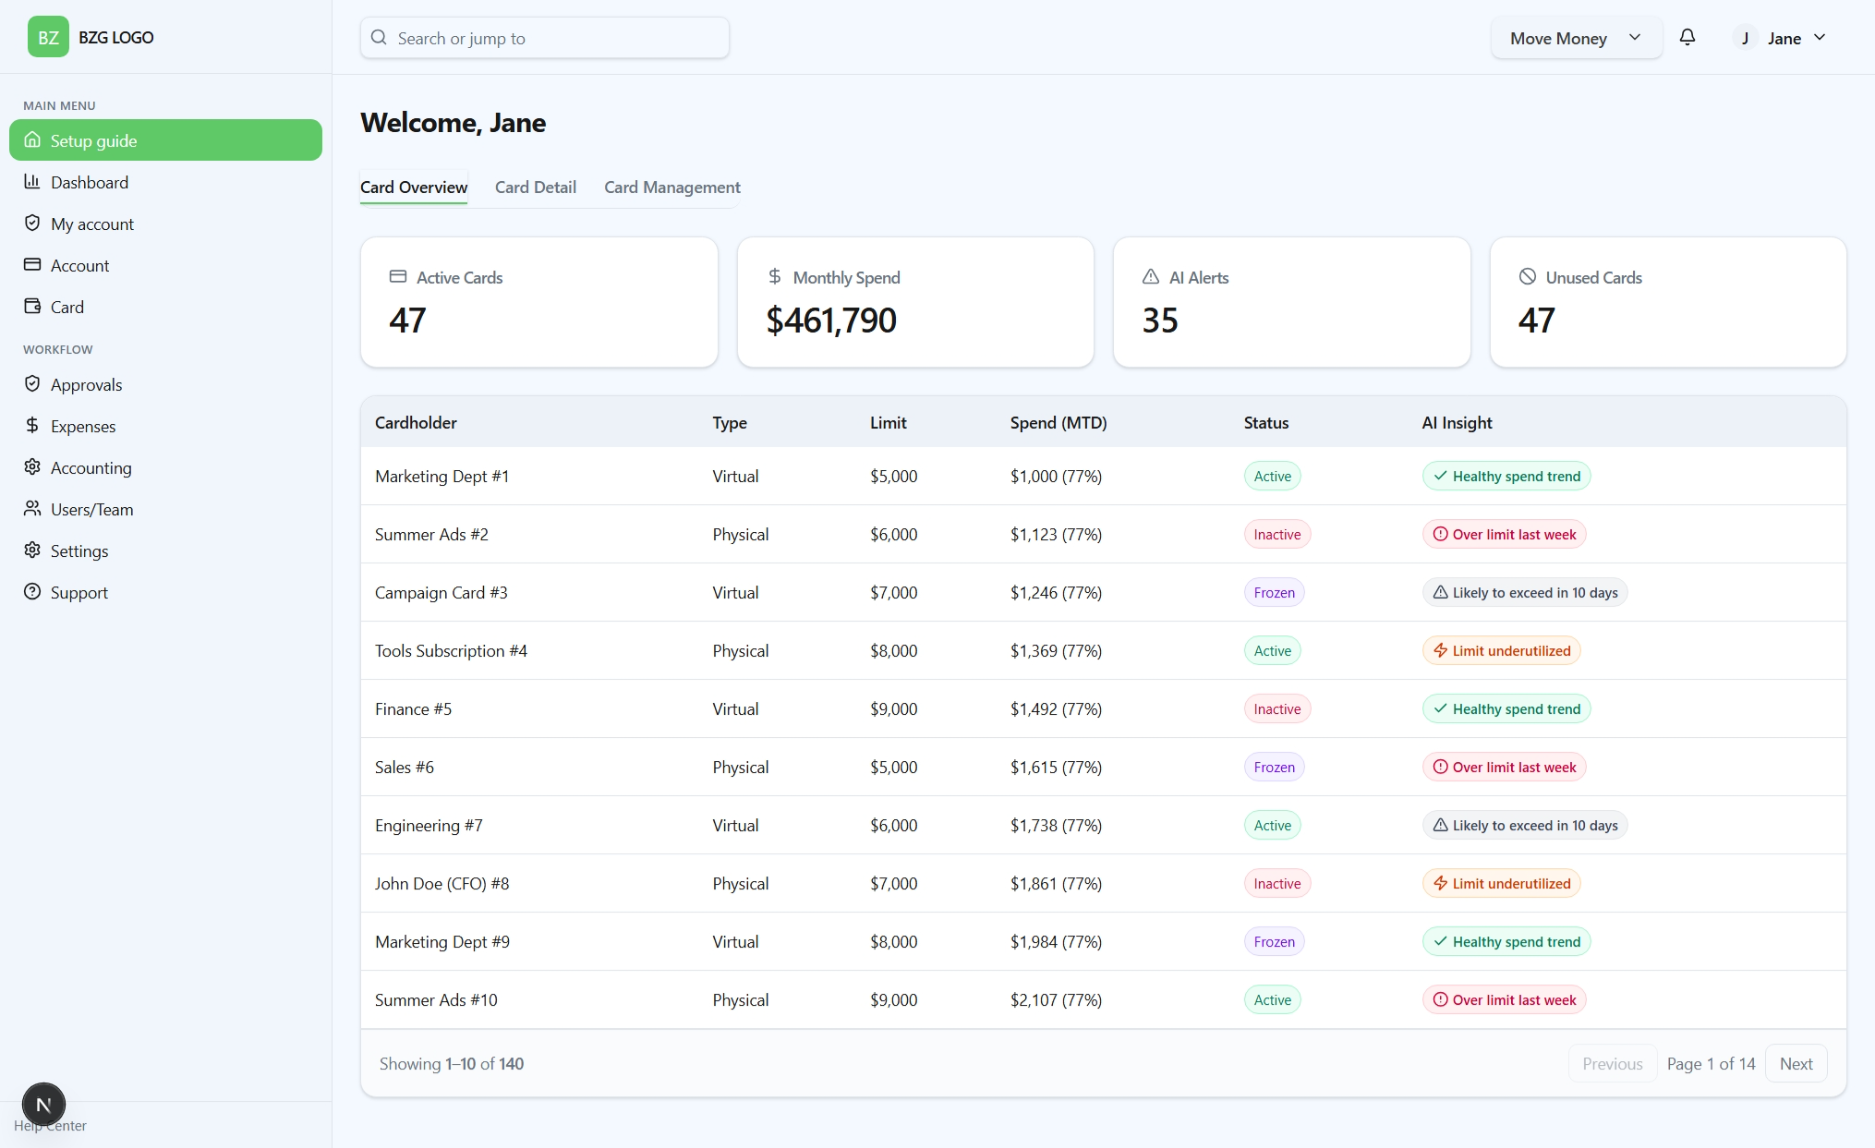 BZ BZG LOGO
Search or jump to
Move Money
J Jane
MAIN MENU
Setup guide
Dashboard
My account
Account
Card
WORKFLOW
Approvals
Expenses
Accounting
Users/Team
Settings
Support
N
Help Center
Welcome, Jane
Card Overview Card Detail Card Management
Active Cards
47
Monthly Spend
$461,790
AI Alerts
35
Unused Cards
47
Cardholder Type Limit Spend (MTD) Status AI Insight
Marketing Dept #1 Virtual $5,000 $1,000 (77%) Active Healthy spend trend
Summer Ads #2 Physical $6,000 $1,123 (77%) Inactive Over limit last week
Campaign Card #3 Virtual $7,000 $1,246 (77%) Frozen Likely to exceed in 10 days
Tools Subscription #4 Physical $8,000 $1,369 (77%) Active Limit underutilized
Finance #5 Virtual $9,000 $1,492 (77%) Inactive Healthy spend trend
Sales #6 Physical $5,000 $1,615 (77%) Frozen Over limit last week
Engineering #7 Virtual $6,000 $1,738 (77%) Active Likely to exceed in 10 days
John Doe (CFO) #8 Physical $7,000 $1,861 (77%) Inactive Limit underutilized
Marketing Dept #9 Virtual $8,000 $1,984 (77%) Frozen Healthy spend trend
Summer Ads #10 Physical $9,000 $2,107 (77%) Active Over limit last week
Showing 1–10 of 140
Previous Page 1 of 14 Next